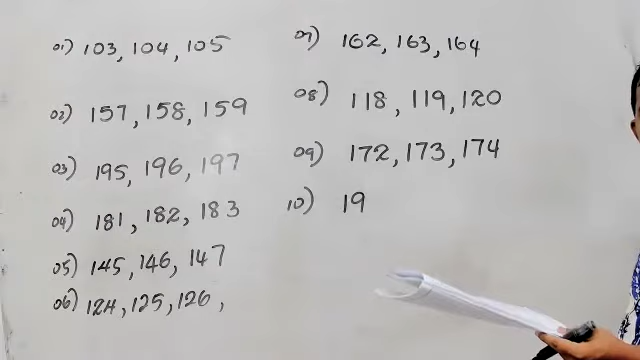 01) 103, 104, 105
02) 157, 158, 159
03) 195, 196, 197
04) 181, 182, 183
05) 145, 146, 147
06) 124, 125, 126,
07) 162, 163, 164
08) 118, 119, 120
09) 172, 173, 174
10) 19